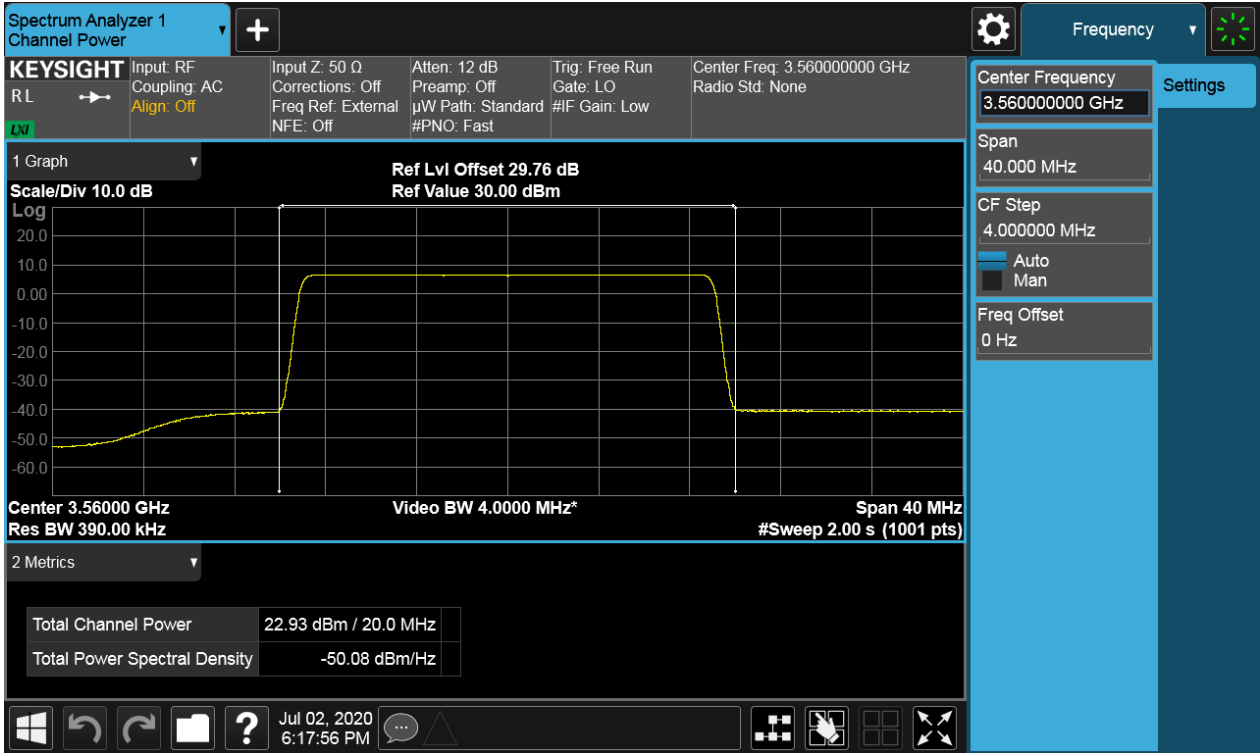 Spectrum Analyzer 1
Channel Power
Frequency
KEYSIGHT
RL
LXI
Input: RF
Coupling: AC
Align: Off
Input Z: 50 Ω
Corrections: Off
Freq Ref: External
NFE: Off
Atten: 12 dB
Preamp: Off
µW Path: Standard
#PNO: Fast
Trig: Free Run
Gate: LO
#IF Gain: Low
Center Freq: 3.560000000 GHz
Radio Std: None
Center Frequency
3.560000000 GHz
Settings
Span
40.000 MHz
CF Step
4.000000 MHz
Auto
Man
Freq Offset
0 Hz
1 Graph
Ref Lvl Offset 29.76 dB
Scale/Div 10.0 dB
Ref Value 30.00 dBm
Log
20.0
10.0
0.00
-10.0
-20.0
-30.0
-40.0
-50.0
-60.0
Center 3.56000 GHz
Video BW 4.0000 MHz*
Span 40 MHz
Res BW 390.00 kHz
#Sweep 2.00 s (1001 pts)
2 Metrics
Total Channel Power 22.93 dBm / 20.0 MHz
Total Power Spectral Density -50.08 dBm/Hz
?
Jul 02, 2020
6:17:56 PM